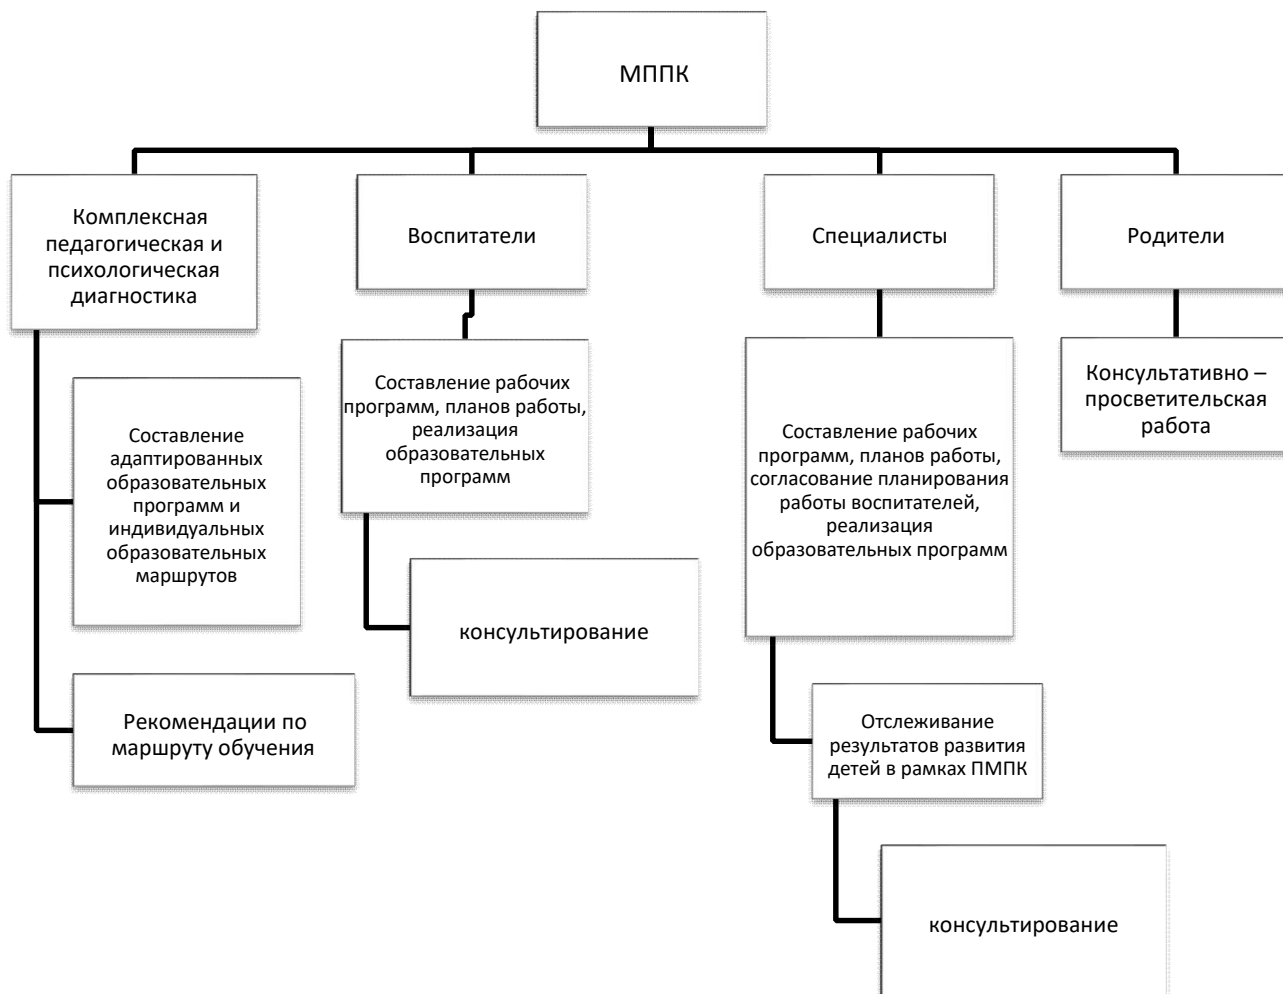 МППК
Комплексная
педагогическая и
психологическая
диагностика
Воспитатели
Специалисты
Родители
Составление
адаптированных
образовательных
программ и
индивидуальных
образовательных
маршрутов
Рекомендации по
маршруту обучения
Составление рабочих
программ, планов работы,
реализация
образовательных
программ
консультирование
Составление рабочих
программ, планов работы,
согласование планирования
работы воспитателей,
реализация
образовательных программ
Отслеживание
результатов развития
детей в рамках ПМПК
консультирование
Консультативно –
просветительская
работа